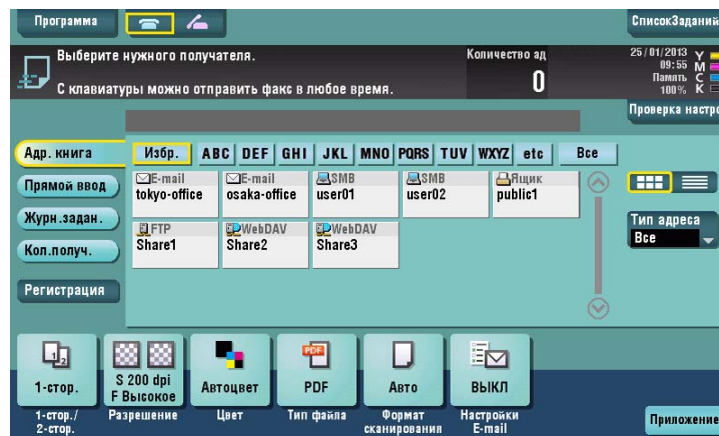 Программа
СписокЗаданий
Выберите нужного получателя.
Количество ад
0
25/01/2013
09:55
Память
100%
Y
M
C
K
С клавиатуры можно отправить факс в любое время.
Проверка настр
Адр. книга
Избр. ABC DEF GHI JKL MNO PQRS TUV WXYZ etc Все
Прямой ввод
Журн.задан.
Кол.получ.
Регистрация
E-mail
tokyo-office
E-mail
osaka-office
SMB
user01
SMB
user02
Ящик
public1
FTP
Share1
WebDAV
Share2
WebDAV
Share3
Тип адреса
Все
1 2
1-стор.
S 200 dpi
F Высокое
Автоцвет
PDF
PDF
Авто
ВЫКЛ
1-стор./
2-стор.
Разрешение
Цвет
Тип файла
Формат
сканирования
Настройки
E-mail
Приложение